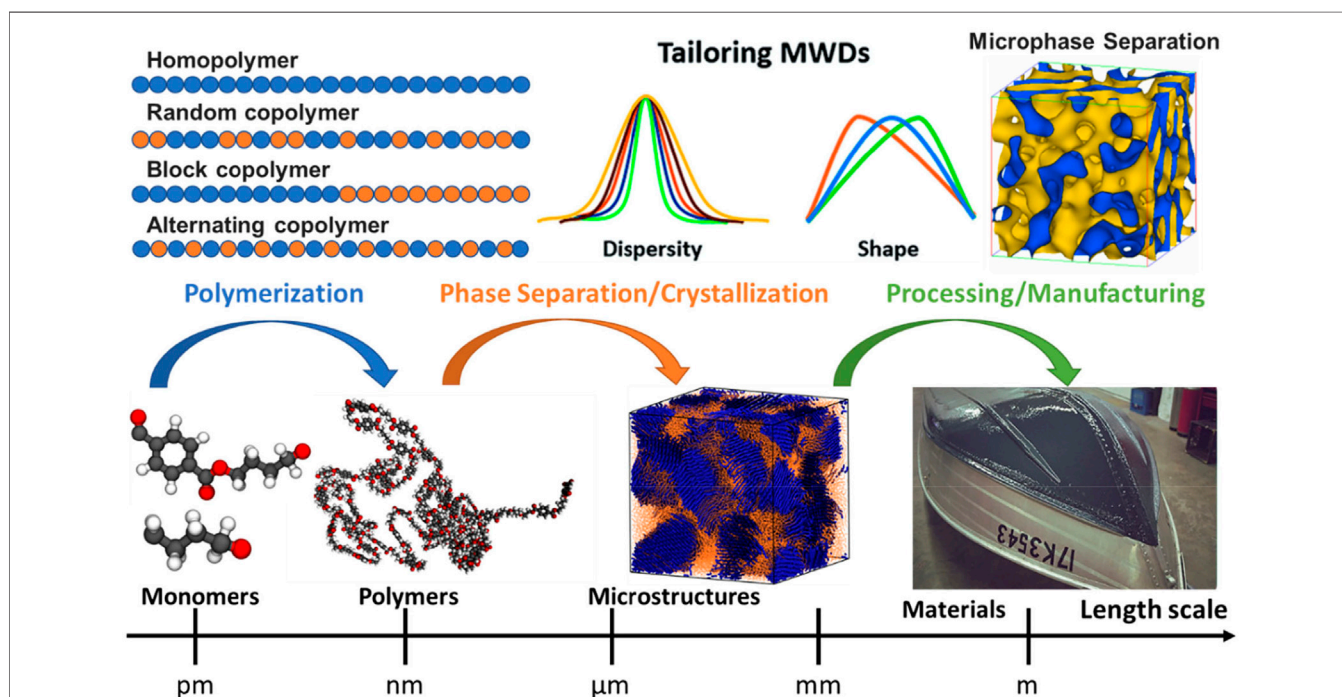 Homopolymer
Random copolymer
Block copolymer
Alternating copolymer
Tailoring MWDs
Dispersity
Shape
Microphase Separation
Polymerization
Phase Separation/Crystallization
Processing/Manufacturing
17K3543
Monomers
Polymers
Microstructures
Materials
Length scale
pm
nm
μm
mm
m